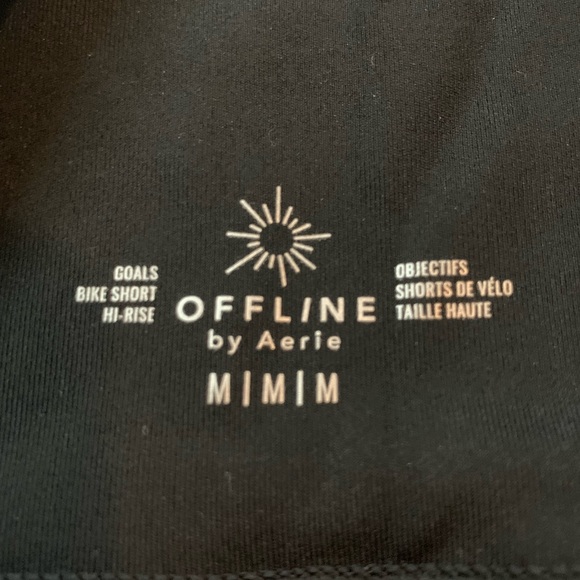 GOALS
BIKE SHORT
HI-RISE
OFFLINE
by Aerie
M|M|M
OBJECTIFS
SHORTS DE VÉLO
TAILLE HAUTE